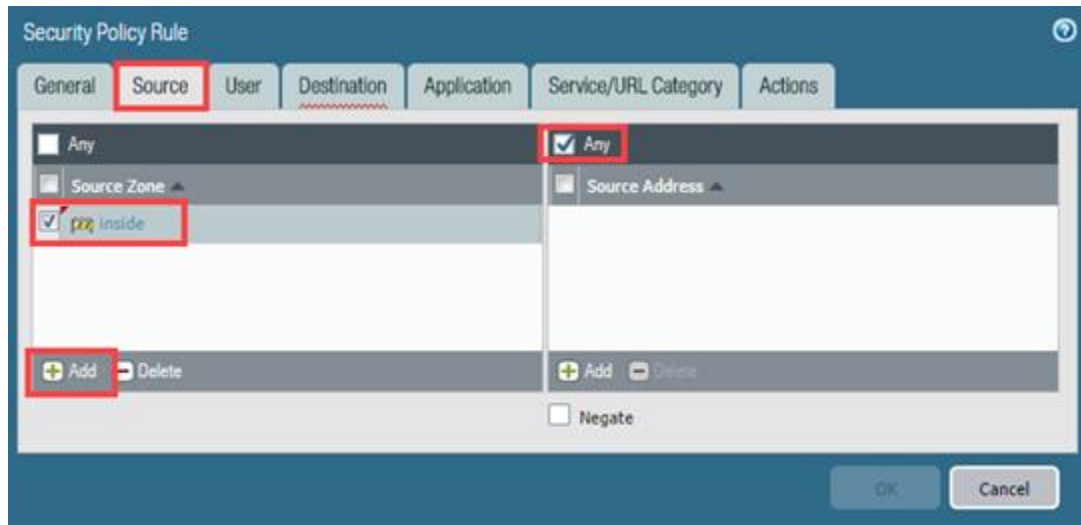 Security Policy Rule
General Source User Destination Application Service/URL Category Actions
Any Any
Source Zone Source Address
inside
Add Delete Add Delete
Negate
OK Cancel